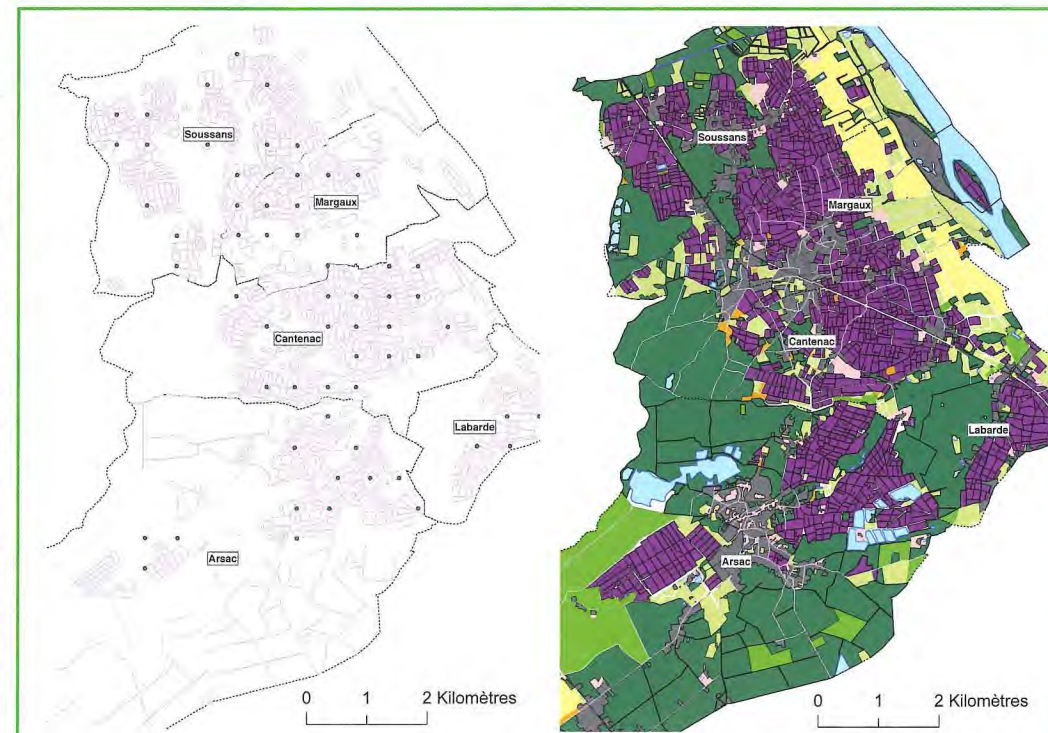 Soussans
Margaux
Cantenac
Labarde
Arsac
0 1 2 Kilomètres
Soussans
Margaux
Cantenac
Labarde
Arsac
0 1 2 Kilomètres